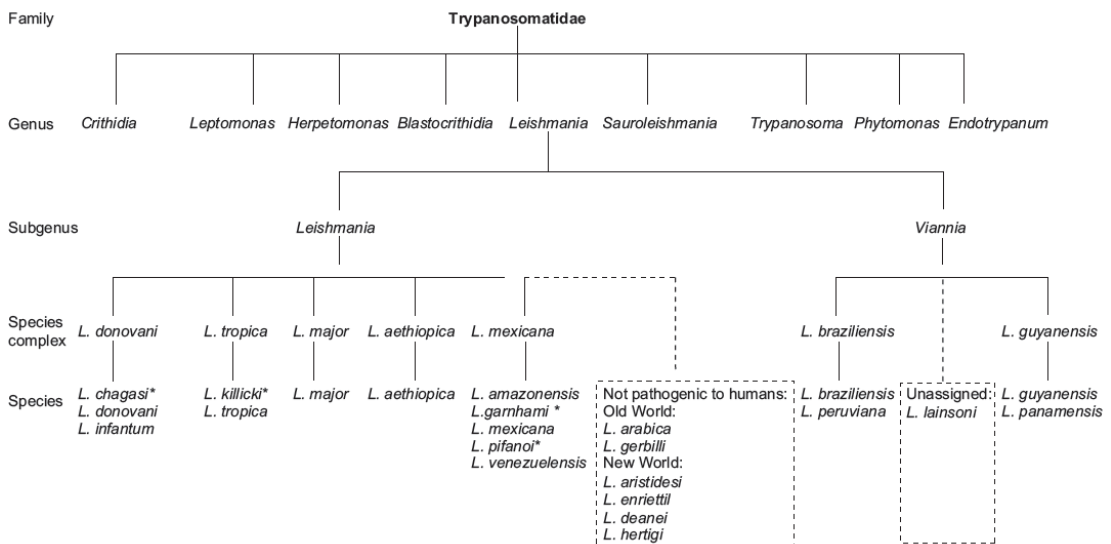 Family Trypanosomatidae
Genus Crithidia Leptomonas Herpetomonas Blastocrithidia Leishmania Sauroleishmania Trypanosoma Phytomonas Endotrypanum
Subgenus Leishmania Viannia
Species complex L. donovani L. tropica L. major L. aethiopica L. mexicana L. braziliensis L. guyanensis
Species L. chagasi* L. killicki* L. major L. aethiopica L. amazonensis Not pathogenic to humans: L. braziliensis Unassigned: L. guyanensis
L. donovani L. tropica L.garnhami * Old World: L. peruviana L. lainsoni L. panamensis
L. infantum L. mexicana L. arabica
L. pifanoi* L. gerbilli
L. venezuelensis New World:
L. aristidesi
L. enriettil
L. deanei
L. hertigi